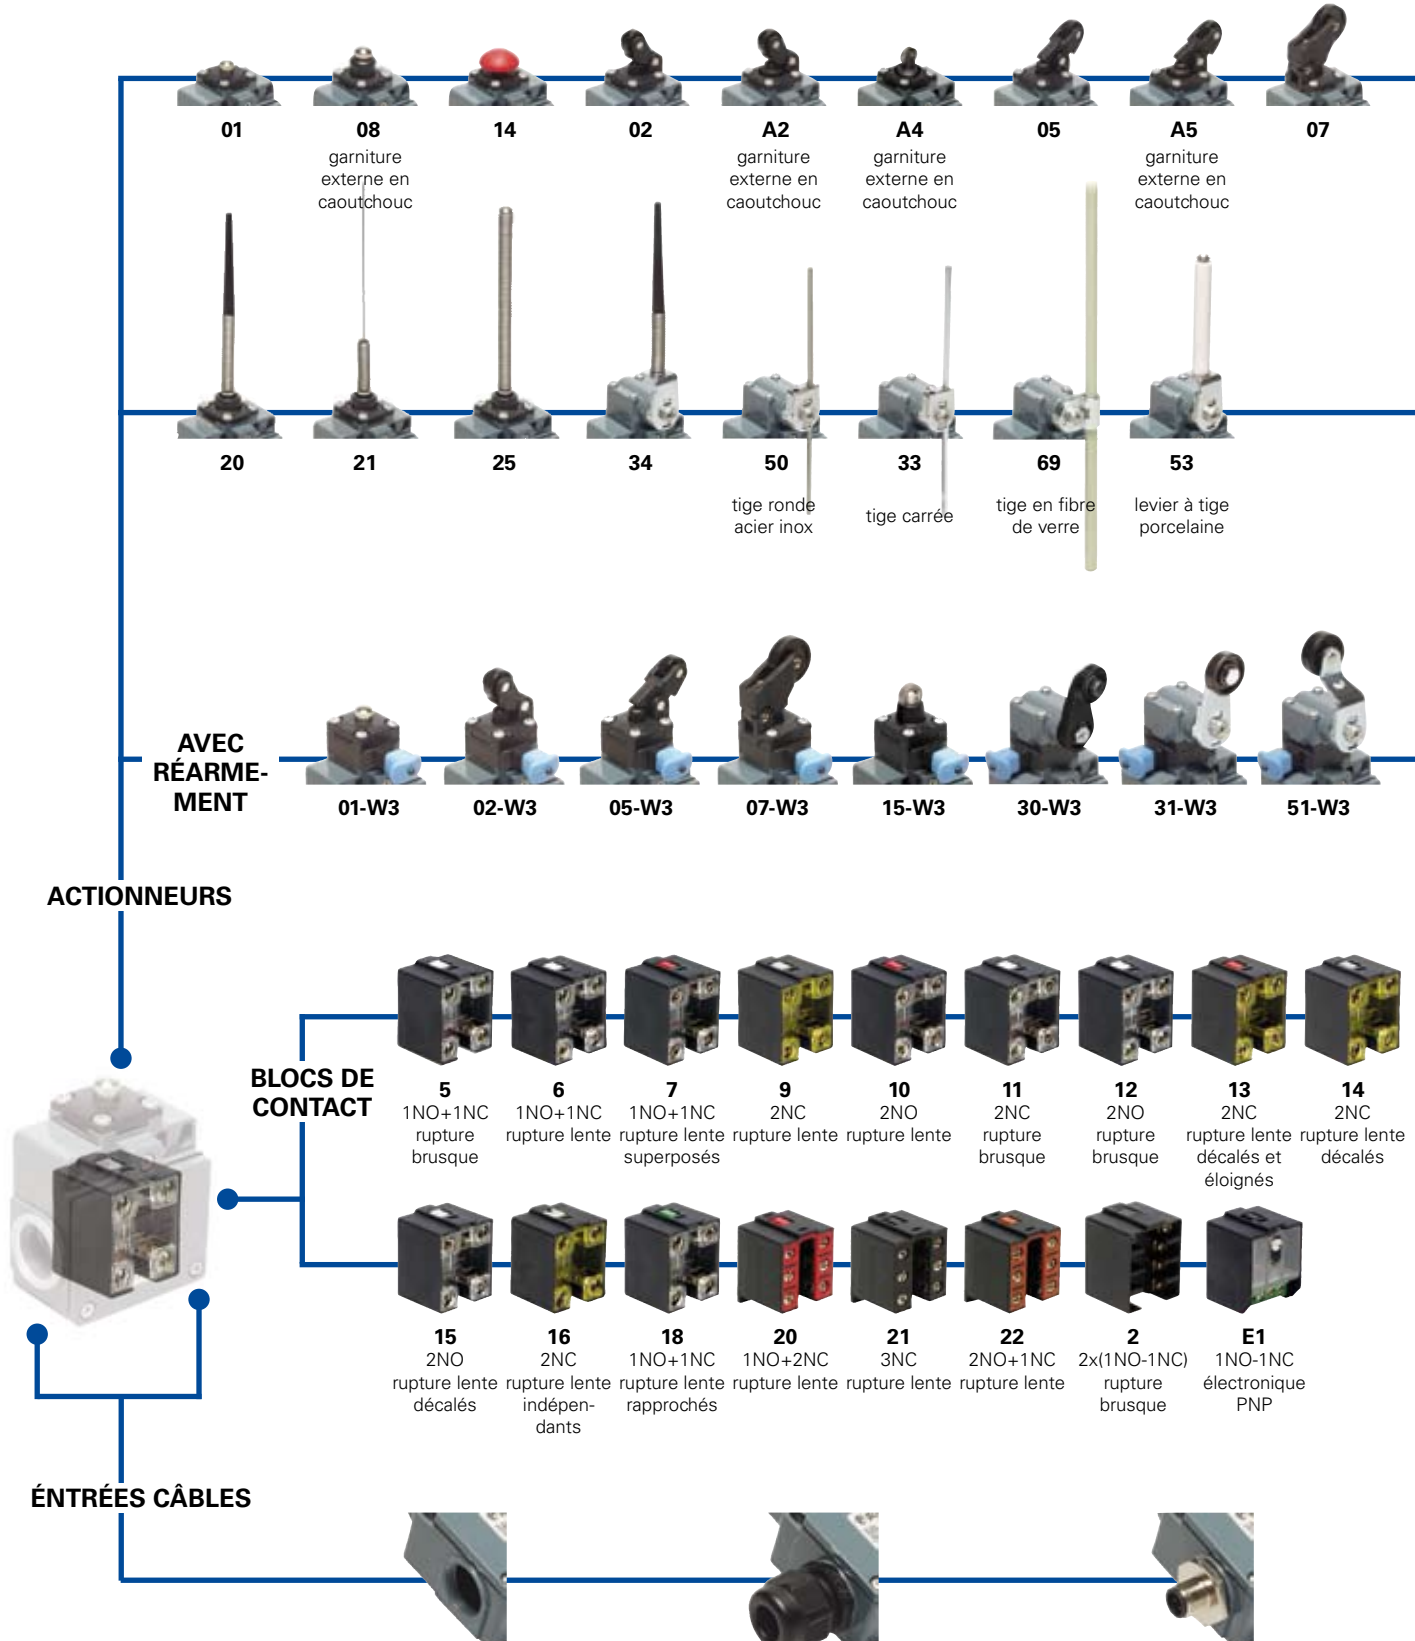 01
08
14
02
A2
A4
05
A5
07
garniture
externe en
caoutchouc
garniture
externe en
caoutchouc
garniture
externe en
caoutchouc
garniture
externe en
caoutchouc
20
21
25
34
50
33
69
53
tige ronde
acier inox
tige carrée
tige en fibre
de verre
levier à tige
porcelaine
AVEC
RÉARME-
MENT
01-W3
02-W3
05-W3
07-W3
15-W3
30-W3
31-W3
51-W3
ACTIONNEURS
BLOCS DE
CONTACT
5
1NO+1NC
rupture
brusque
6
1NO+1NC
rupture lente
7
1NO+1NC
rupture lente
superposés
9
2NC
rupture lente
10
2NO
rupture lente
11
2NC
rupture
brusque
12
2NO
rupture
brusque
13
2NC
rupture lente
décalés et
éloignés
14
2NC
rupture lente
décalés
15
2NO
rupture lente
décalés
16
2NC
rupture lente
indépen-
dants
18
1NO+1NC
rupture lente
rapprochés
20
1NO+2NC
rupture lente
21
3NC
rupture lente
22
2NO+1NC
rupture lente
2
2x(1NO-1NC)
rupture
brusque
E1
1NO-1NC
électronique
PNP
ÉNTRÉES CÂBLES